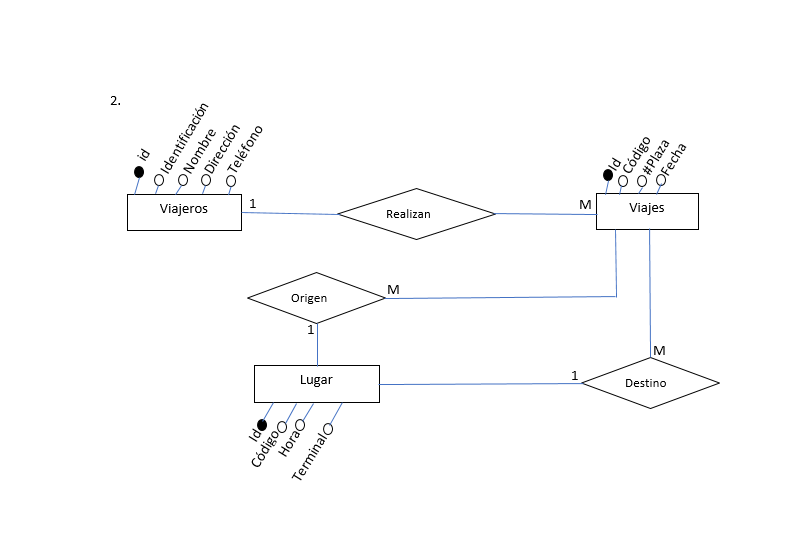 2.
id
Identificación
Nombre
Dirección
Teléfono
Id
Código
#Plaza
Fecha
Viajeros
1
Realizan
M
Viajes
Origen
M
1
Lugar
M
1
Destino
Id
Código
Hora
Terminal